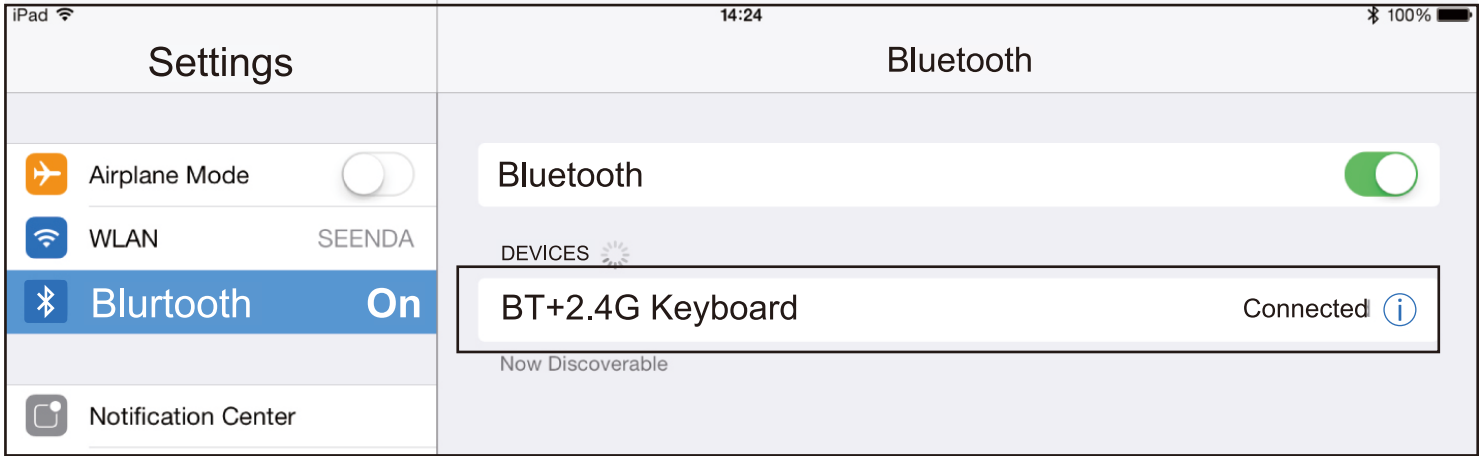 iPad 14:24 100%
Settings
Bluetooth
Airplane Mode
WLAN SEENDA
Blurtooth On
Notification Center
Bluetooth
DEVICES
BT+2.4G Keyboard Connected i
Now Discoverable